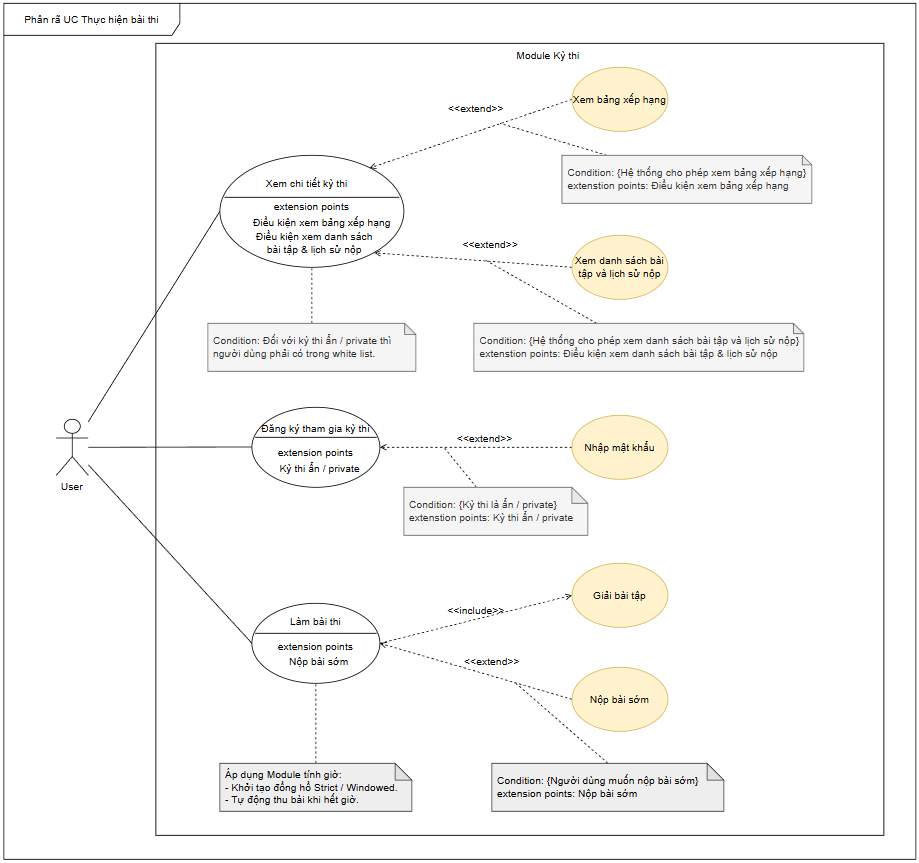 Phân rã UC Thực hiện bài thi
Module Kỳ thi
Xem bảng xếp hạng
<<extend>>
Condition: {Hệ thống cho phép xem bảng xếp hạng}
extenstion points: Điều kiện xem bảng xếp hạng
Xem chi tiết kỳ thi
extension points
Điều kiện xem bảng xếp hạng
Điều kiện xem danh sách
bài tập & lịch sử nộp
<<extend>>
Xem danh sách bài
tập và lịch sử nộp
Condition: Đối với kỳ thi ẩn / private thì
người dùng phải có trong white list.
Condition: {Hệ thống cho phép xem danh sách bài tập và lịch sử nộp}
extenstion points: Điều kiện xem danh sách bài tập & lịch sử nộp
User
Đăng ký tham gia kỳ thi
extension points
Kỳ thi ẩn / private
<<extend>>
Nhập mật khẩu
Condition: {Kỳ thi là ẩn / private}
extenstion points: Kỳ thi ẩn / private
Làm bài thi
extension points
Nộp bài sớm
<<include>>
Giải bài tập
<<extend>>
Nộp bài sớm
Áp dụng Module tính giờ:
- Khởi tạo đồng hồ Strict / Windowed.
- Tự động thu bài khi hết giờ.
Condition: {Người dùng muốn nộp bài sớm}
extenstion points: Nộp bài sớm